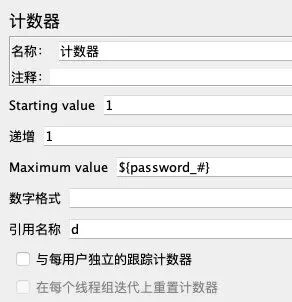 计数器
名称： 计数器
注释：
Starting value 1
递增 1
Maximum value ${password_#}
数字格式
引用名称 d
与每用户独立的跟踪计数器
在每个线程组迭代上重置计数器